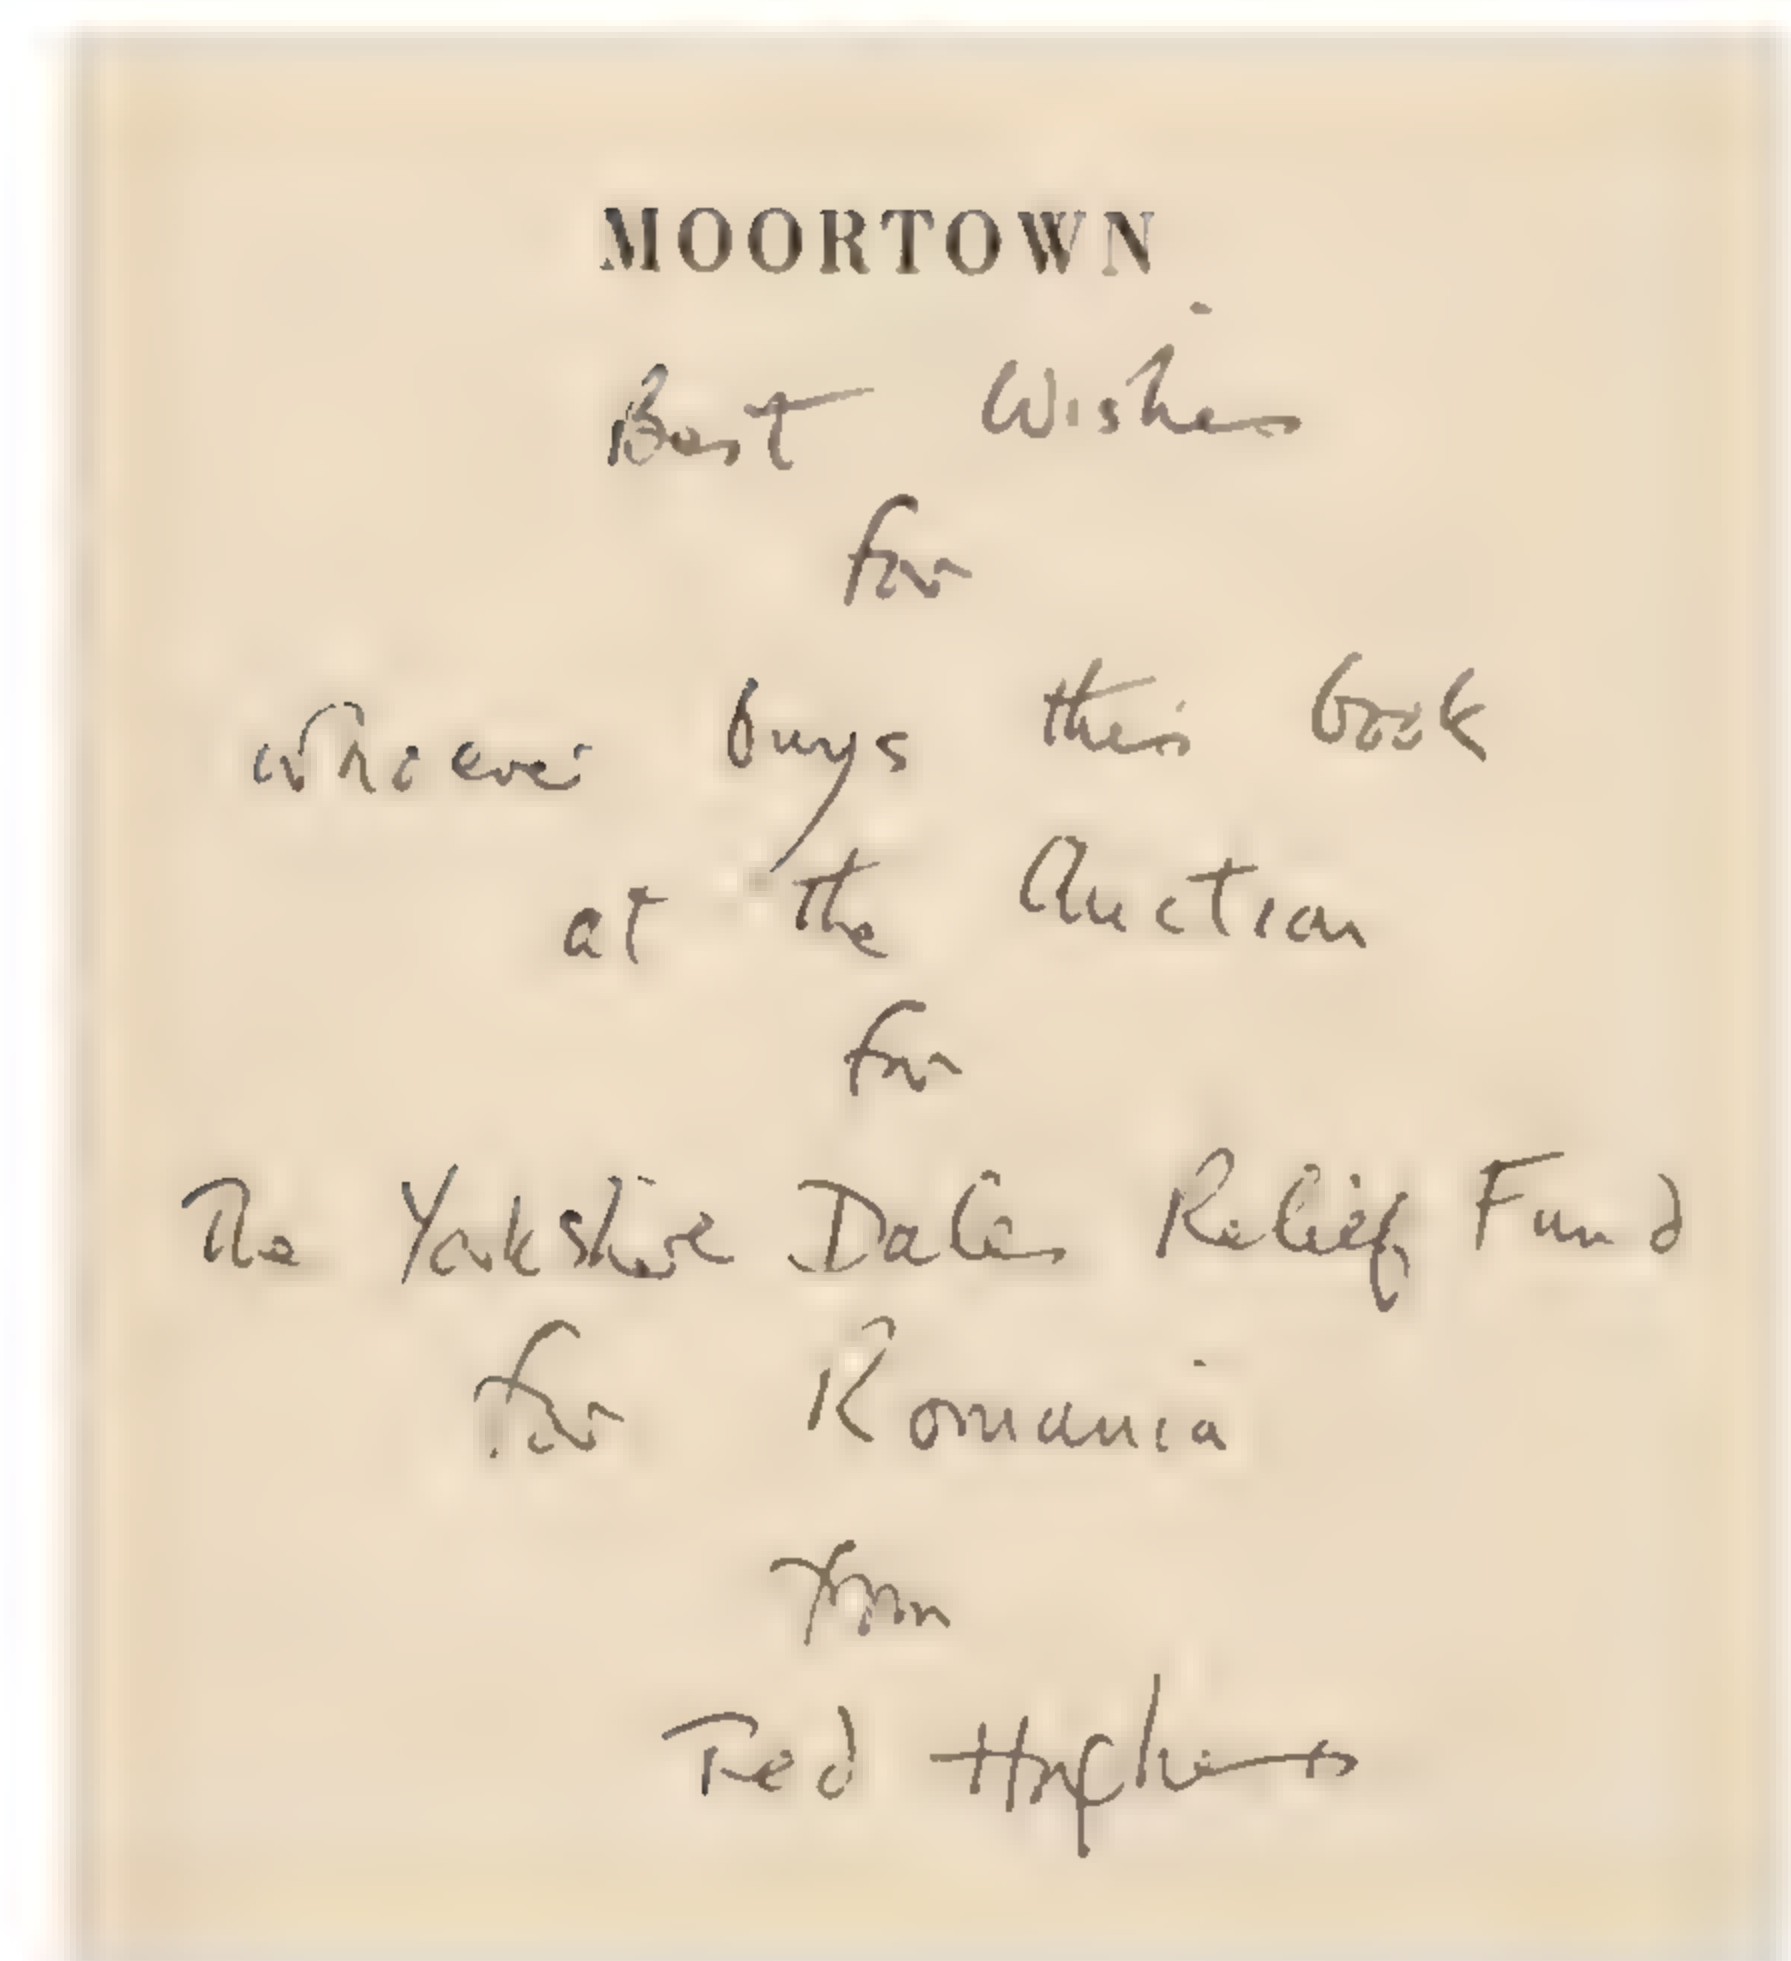 MOORTOWN
Best Wishes
for
whoever buys this book
at the Auction
for
The Yorkshire Dales Relief Fund
for Romania
from
Ted Hughes